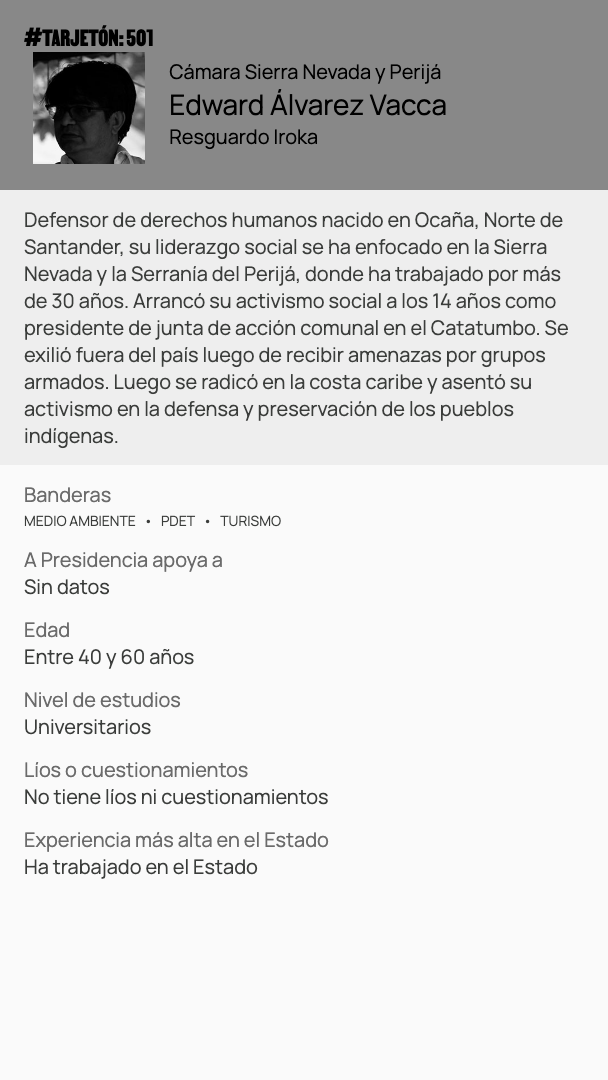 #TARJETÓN: 501
Cámara Sierra Nevada y Perijá
Edward Álvarez Vacca
Resguardo Iroka
Defensor de derechos humanos nacido en Ocaña, Norte de
Santander, su liderazgo social se ha enfocado en la Sierra
Nevada y la Serranía del Perijá, donde ha trabajado por más
de 30 años. Arrancó su activismo social a los 14 años como
presidente de junta de acción comunal en el Catatumbo. Se
exilió fuera del país luego de recibir amenazas por grupos
armados. Luego se radicó en la costa caribe y asentó su
activismo en la defensa y preservación de los pueblos
indígenas.
Banderas
MEDIO AMBIENTE • PDET • TURISMO
A Presidencia apoya a
Sin datos
Edad
Entre 40 y 60 años
Nivel de estudios
Universitarios
Líos o cuestionamientos
No tiene líos ni cuestionamientos
Experiencia más alta en el Estado
Ha trabajado en el Estado